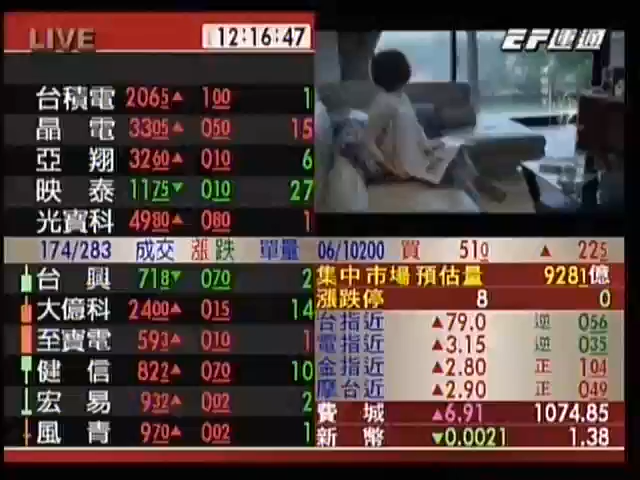 LIVE 12:16:47
EF運通
台積電 2065▲ 100 1
晶電 3305▲ 050 15
亞翔 3260▲ 010 6
映泰 1175▼ 010 27
光寶科 4980▲ 080 1
174/283 成交 漲跌 單量
06/10200 買 510 ▲ 225
台興 718▼ 070 2
大億科 2400▲ 015 14
至寶電 593▲ 010 1
健信 822▲ 070 10
宏易 932▲ 002 2
風青 970▲ 002 1
集中市場預估量 9281億
漲跌停 8 0
台指近 ▲79.0 逆 056
電指近 ▲3.15 逆 035
金指近 ▲2.80 正 104
摩台近 ▲2.90 正 049
費城 ▲6.91 1074.85
新幣 ▼0.0021 1.38